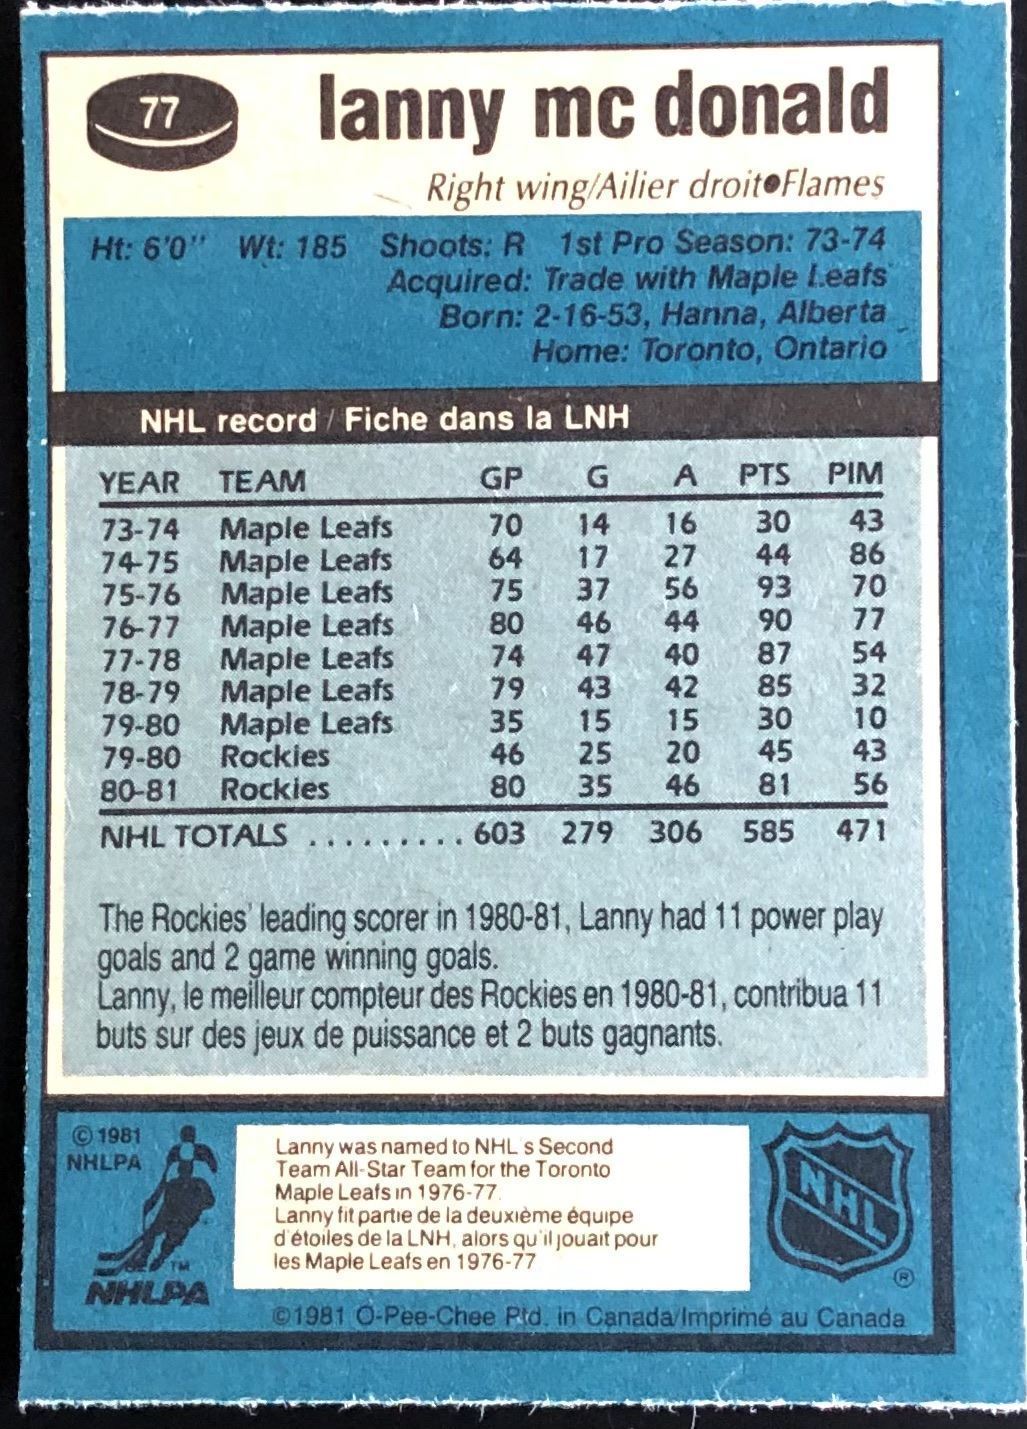 77
lanny mc donald
Right wing/Ailier droit●Flames
Ht: 6'0" Wt: 185 Shoots: R 1st Pro Season: 73-74
Acquired: Trade with Maple Leafs
Born: 2-16-53, Hanna, Alberta
Home: Toronto, Ontario
NHL record / Fiche dans la LNH
YEAR TEAM GP G A PTS PIM
73-74 Maple Leafs 70 14 16 30 43
74-75 Maple Leafs 64 17 27 44 86
75-76 Maple Leafs 75 37 56 93 70
76-77 Maple Leafs 80 46 44 90 77
77-78 Maple Leafs 74 47 40 87 54
78-79 Maple Leafs 79 43 42 85 32
79-80 Maple Leafs 35 15 15 30 10
79-80 Rockies 46 25 20 45 43
80-81 Rockies 80 35 46 81 56
NHL TOTALS ......... 603 279 306 585 471
The Rockies' leading scorer in 1980-81, Lanny had 11 power play
goals and 2 game winning goals.
Lanny, le meilleur compteur des Rockies en 1980-81, contribua 11
buts sur des jeux de puissance et 2 buts gagnants.
© 1981
NHLPA
TM
NHLPA
Lanny was named to NHL s Second
Team All-Star Team for the Toronto
Maple Leafs in 1976-77.
Lanny fit partie de la deuxième équipe
d'étoiles de la LNH, alors qu'il jouait pour
les Maple Leafs en 1976-77
NHL
®
©1981 O-Pee-Chee Ptd. in Canada/Imprimé au Canada